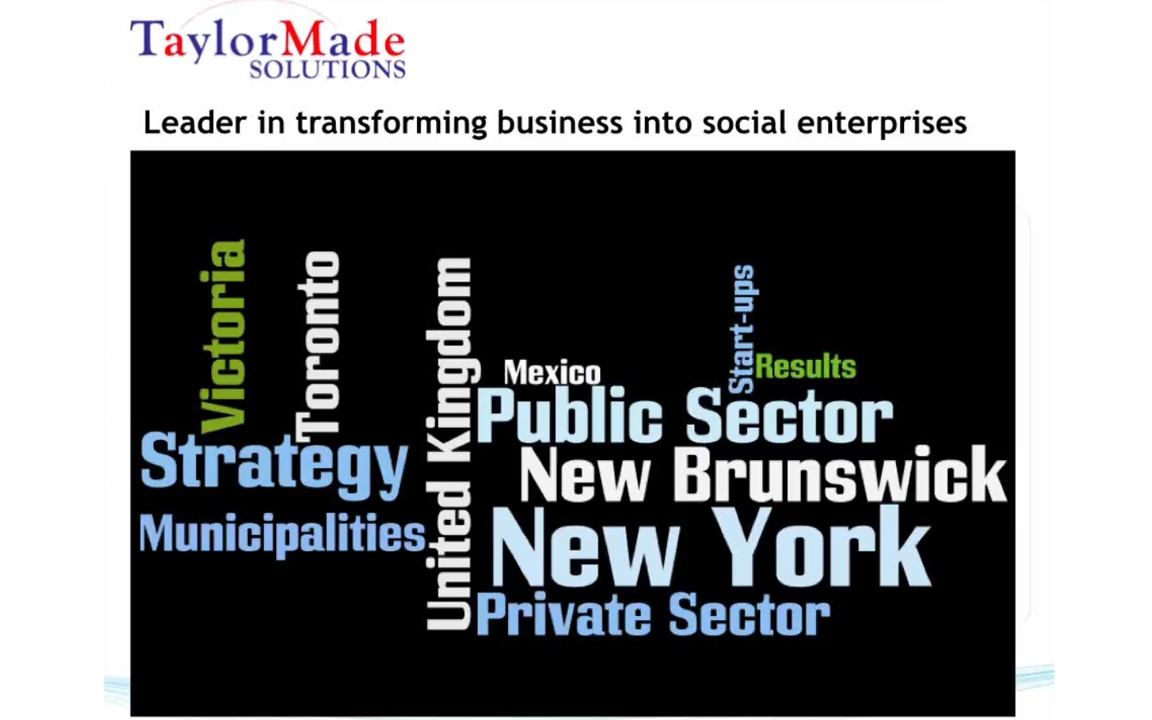 TaylorMade
SOLUTIONS
Leader in transforming business into social enterprises
Victoria
Toronto
United Kingdom
Mexico
Start-ups
Results
Public Sector
Strategy
New Brunswick
Municipalities
New York
Private Sector